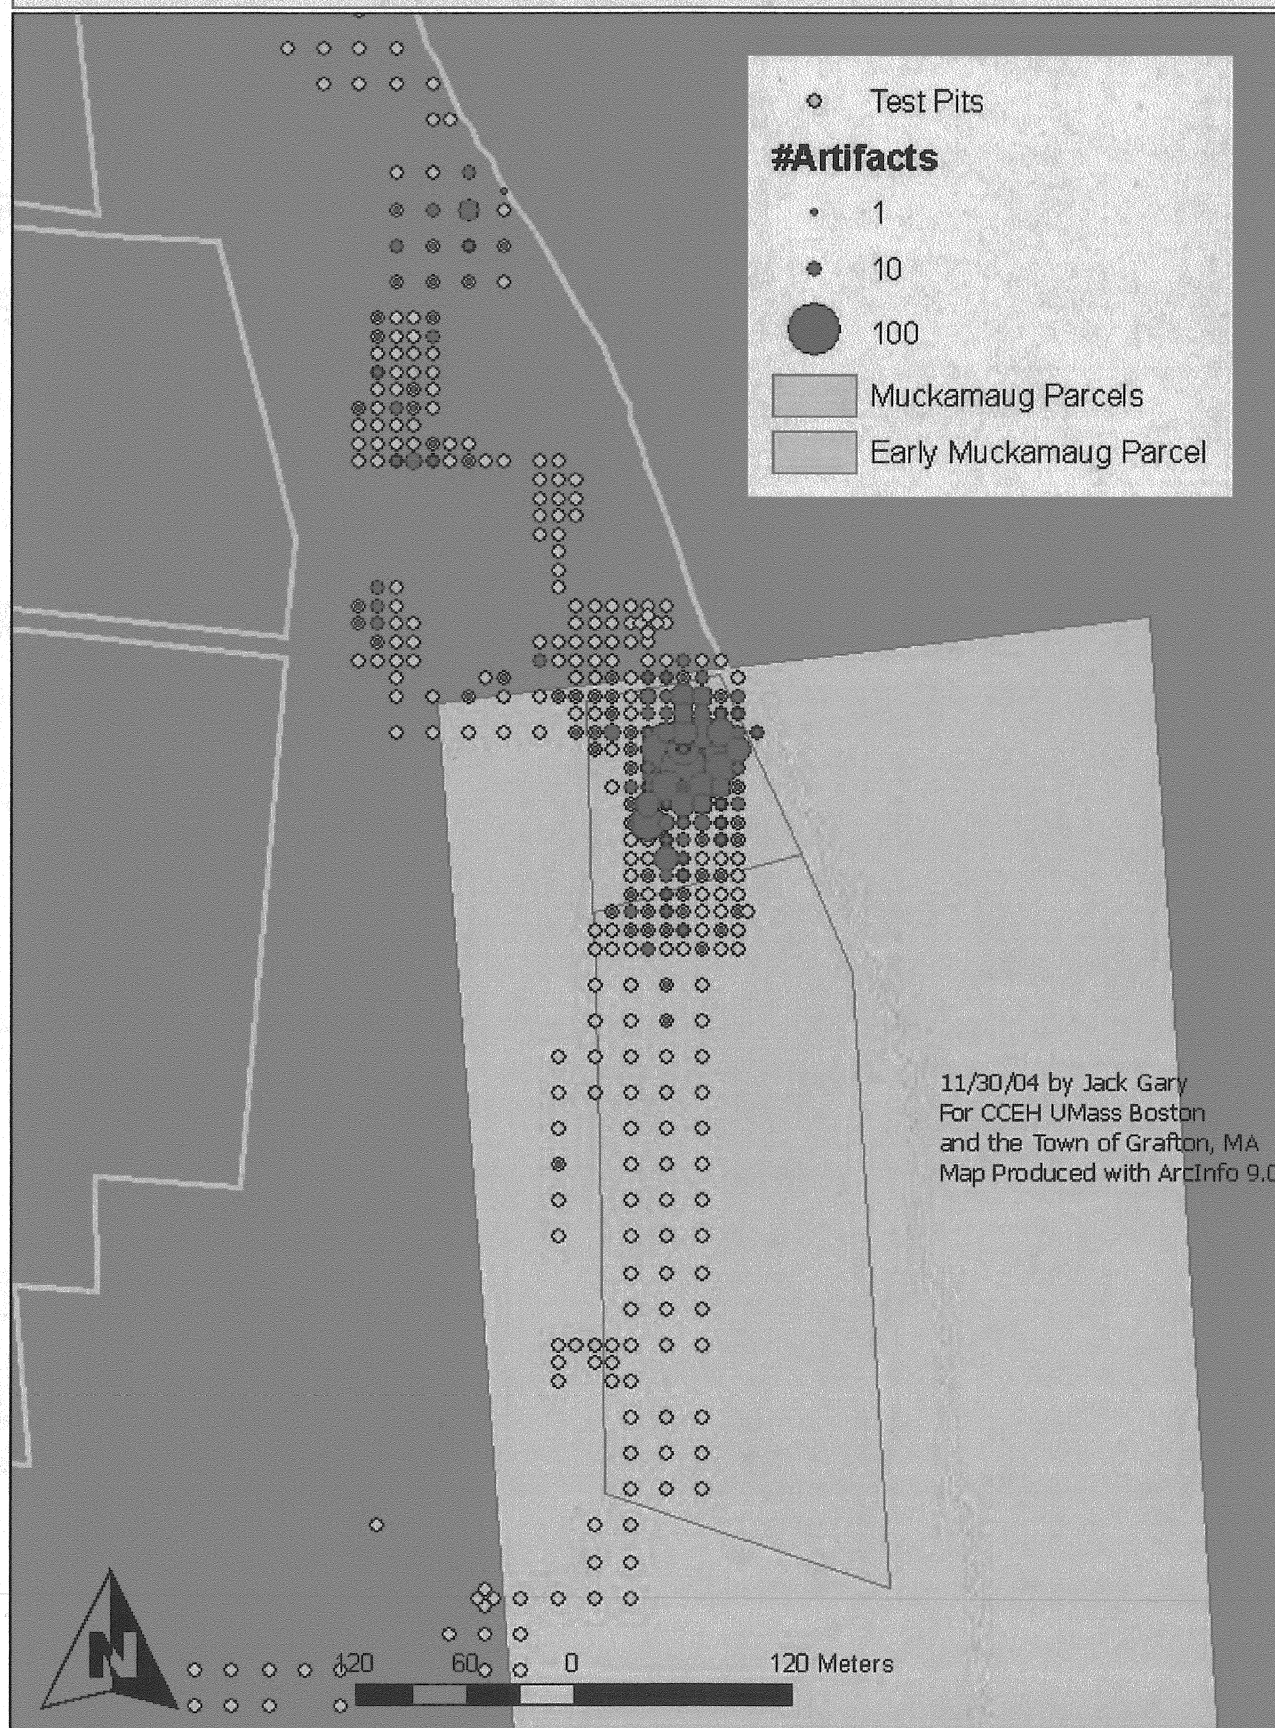 Test Pits
#Artifacts
1
10
100
Muckamaug Parcels
Early Muckamaug Parcel
11/30/04 by Jack Gary
For CCEH UMass Boston
and the Town of Grafton, MA
Map Produced with ArcInfo 9.0
N
120 60 0 120 Meters